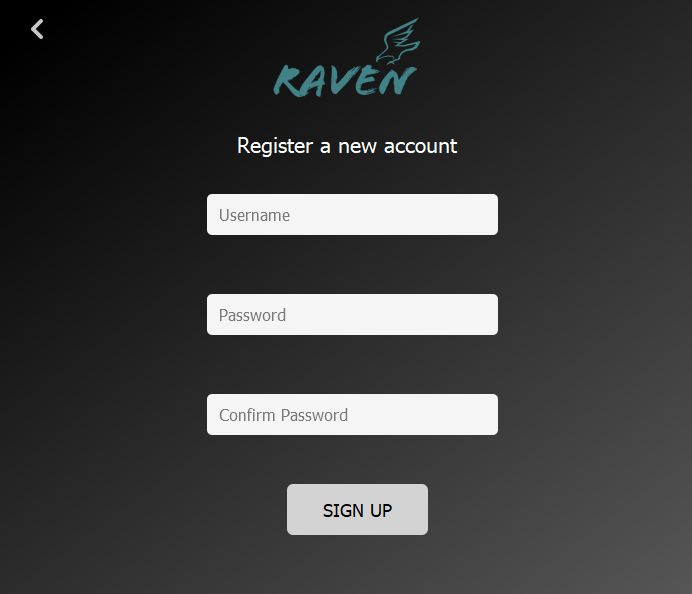 RAVEN
Register a new account
Username
Password
Confirm Password
SIGN UP